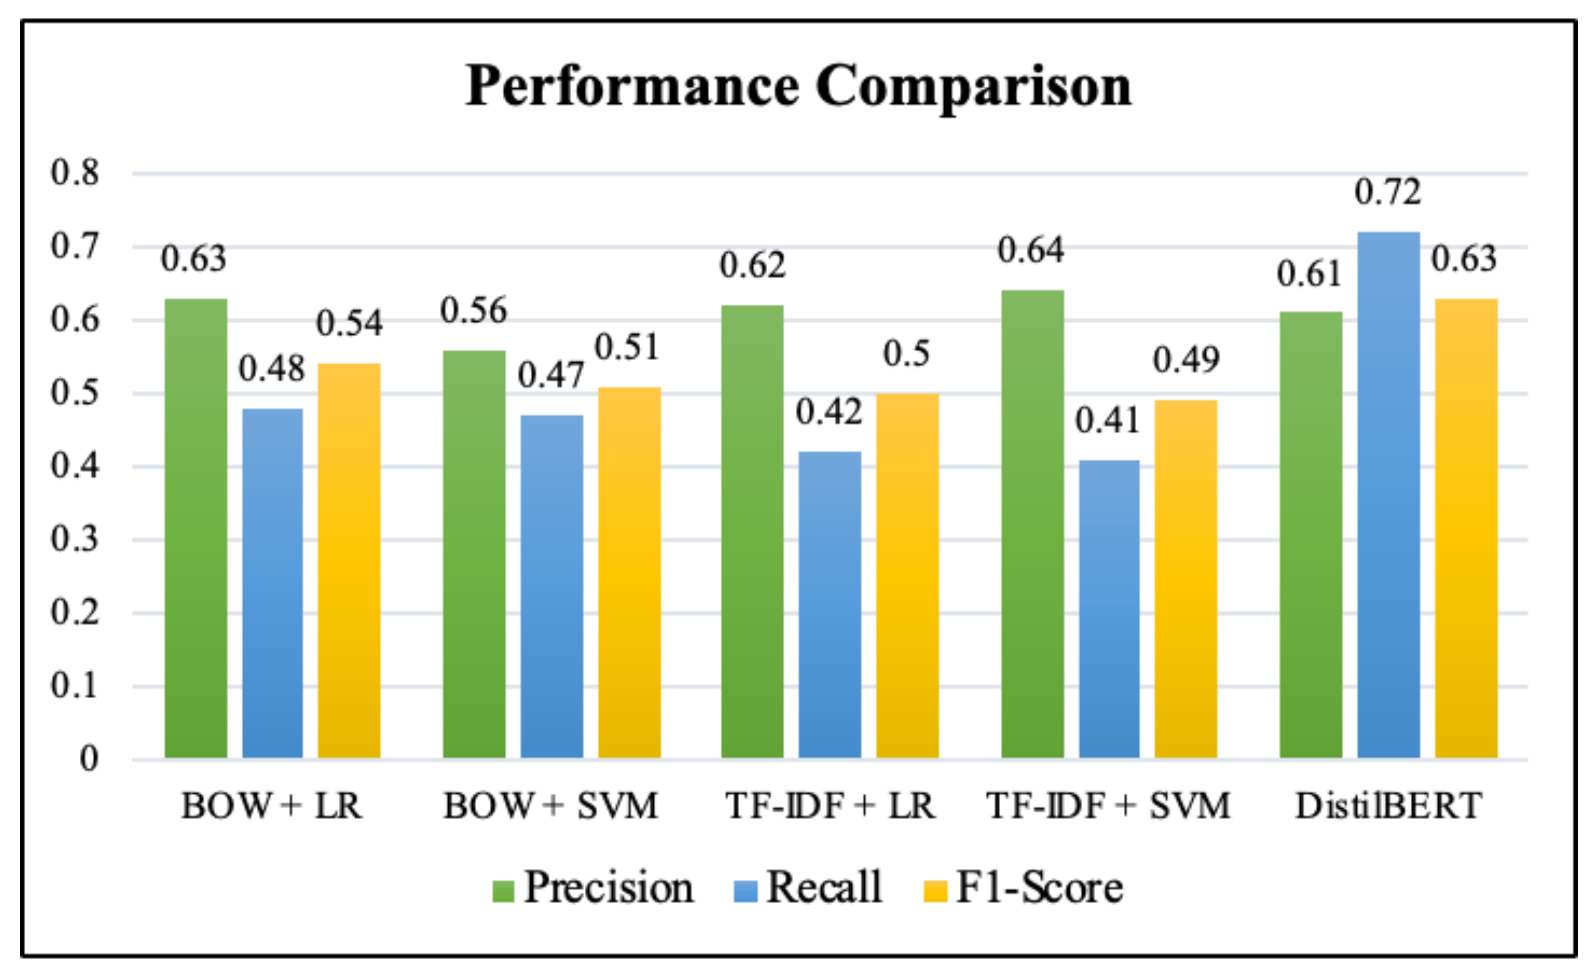 Performance Comparison
0.8
0.7
0.6
0.5
0.4
0.3
0.2
0.1
0
0.63
0.48
0.54
0.56
0.47
0.51
0.62
0.42
0.5
0.64
0.41
0.49
0.61
0.72
0.63
BOW + LR
BOW + SVM
TF-IDF + LR
TF-IDF + SVM
DistilBERT
Precision
Recall
F1-Score